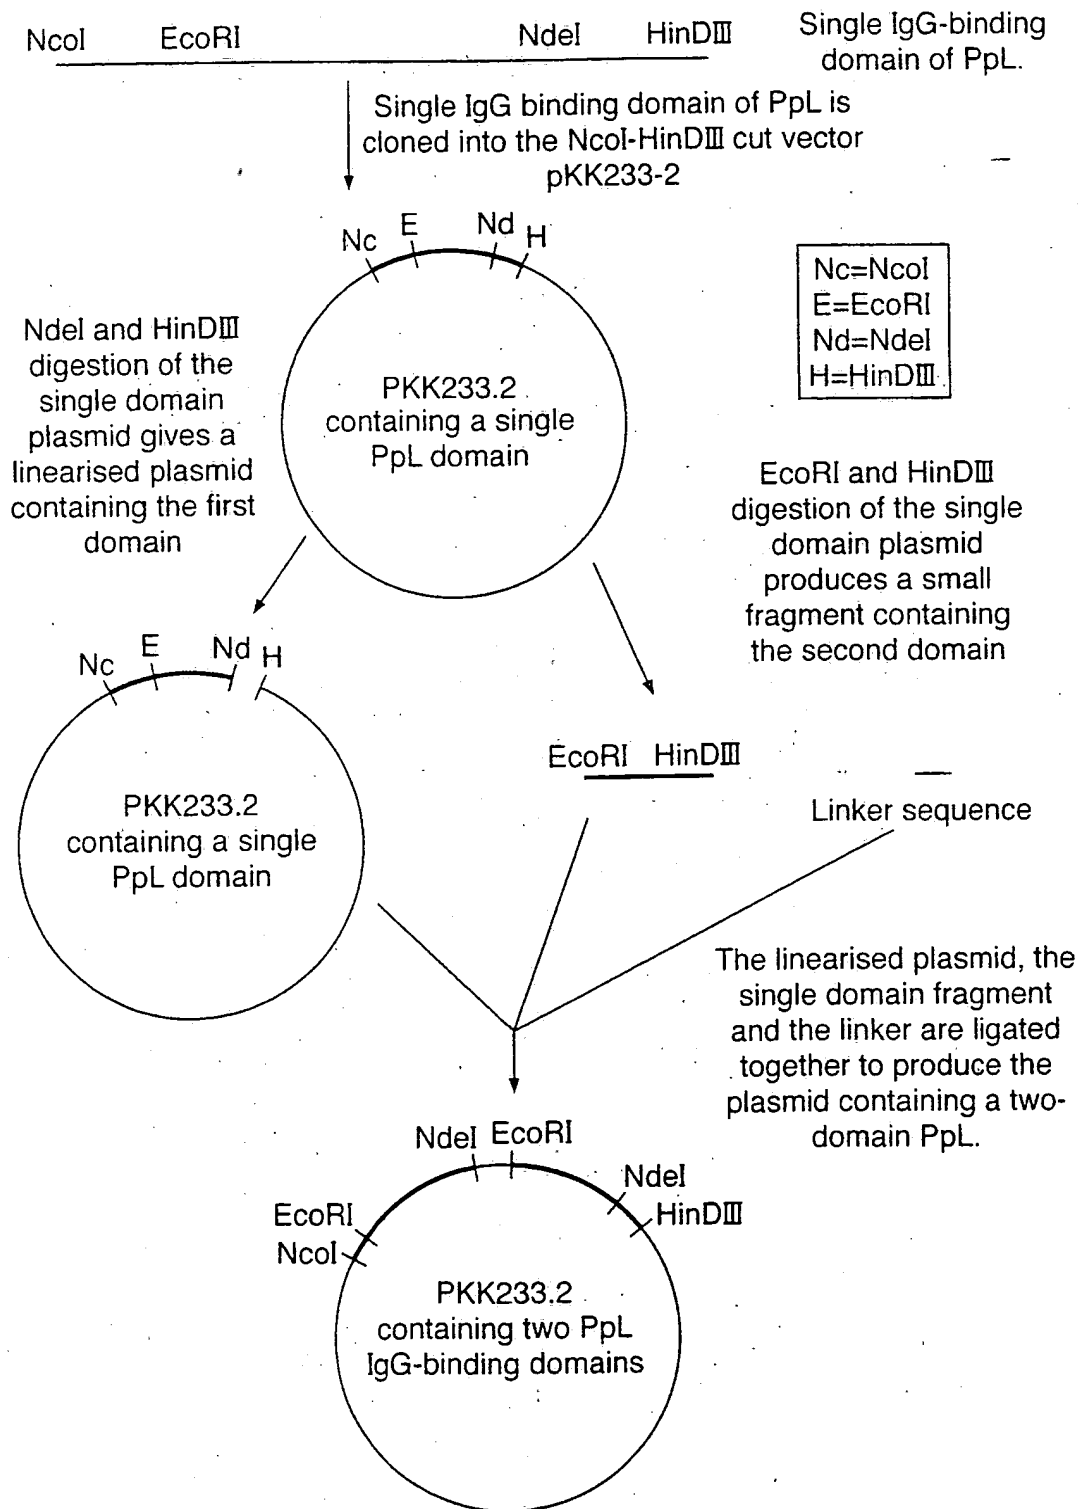 NcoI EcoRI NdeI HinDIII
Single IgG-binding
domain of PpL.
Single IgG binding domain of PpL is
cloned into the NcoI-HinDIII cut vector
pKK233-2
Nc E Nd H
Nc=NcoI
E=EcoRI
Nd=NdeI
H=HinDIII
NdeI and HinDIII
digestion of the
single domain
plasmid gives a
linearised plasmid
containing the first
domain
PKK233.2
containing a single
PpL domain
EcoRI and HinDIII
digestion of the single
domain plasmid
produces a small
fragment containing
the second domain
Nc E Nd H
PKK233.2
containing a single
PpL domain
EcoRI HinDIII
Linker sequence
The linearised plasmid, the
single domain fragment
and the linker are ligated
together to produce the
plasmid containing a two-
domain PpL.
NdeI EcoRI
NdeI
HinDIII
EcoRI
NcoI
PKK233.2
containing two PpL
IgG-binding domains